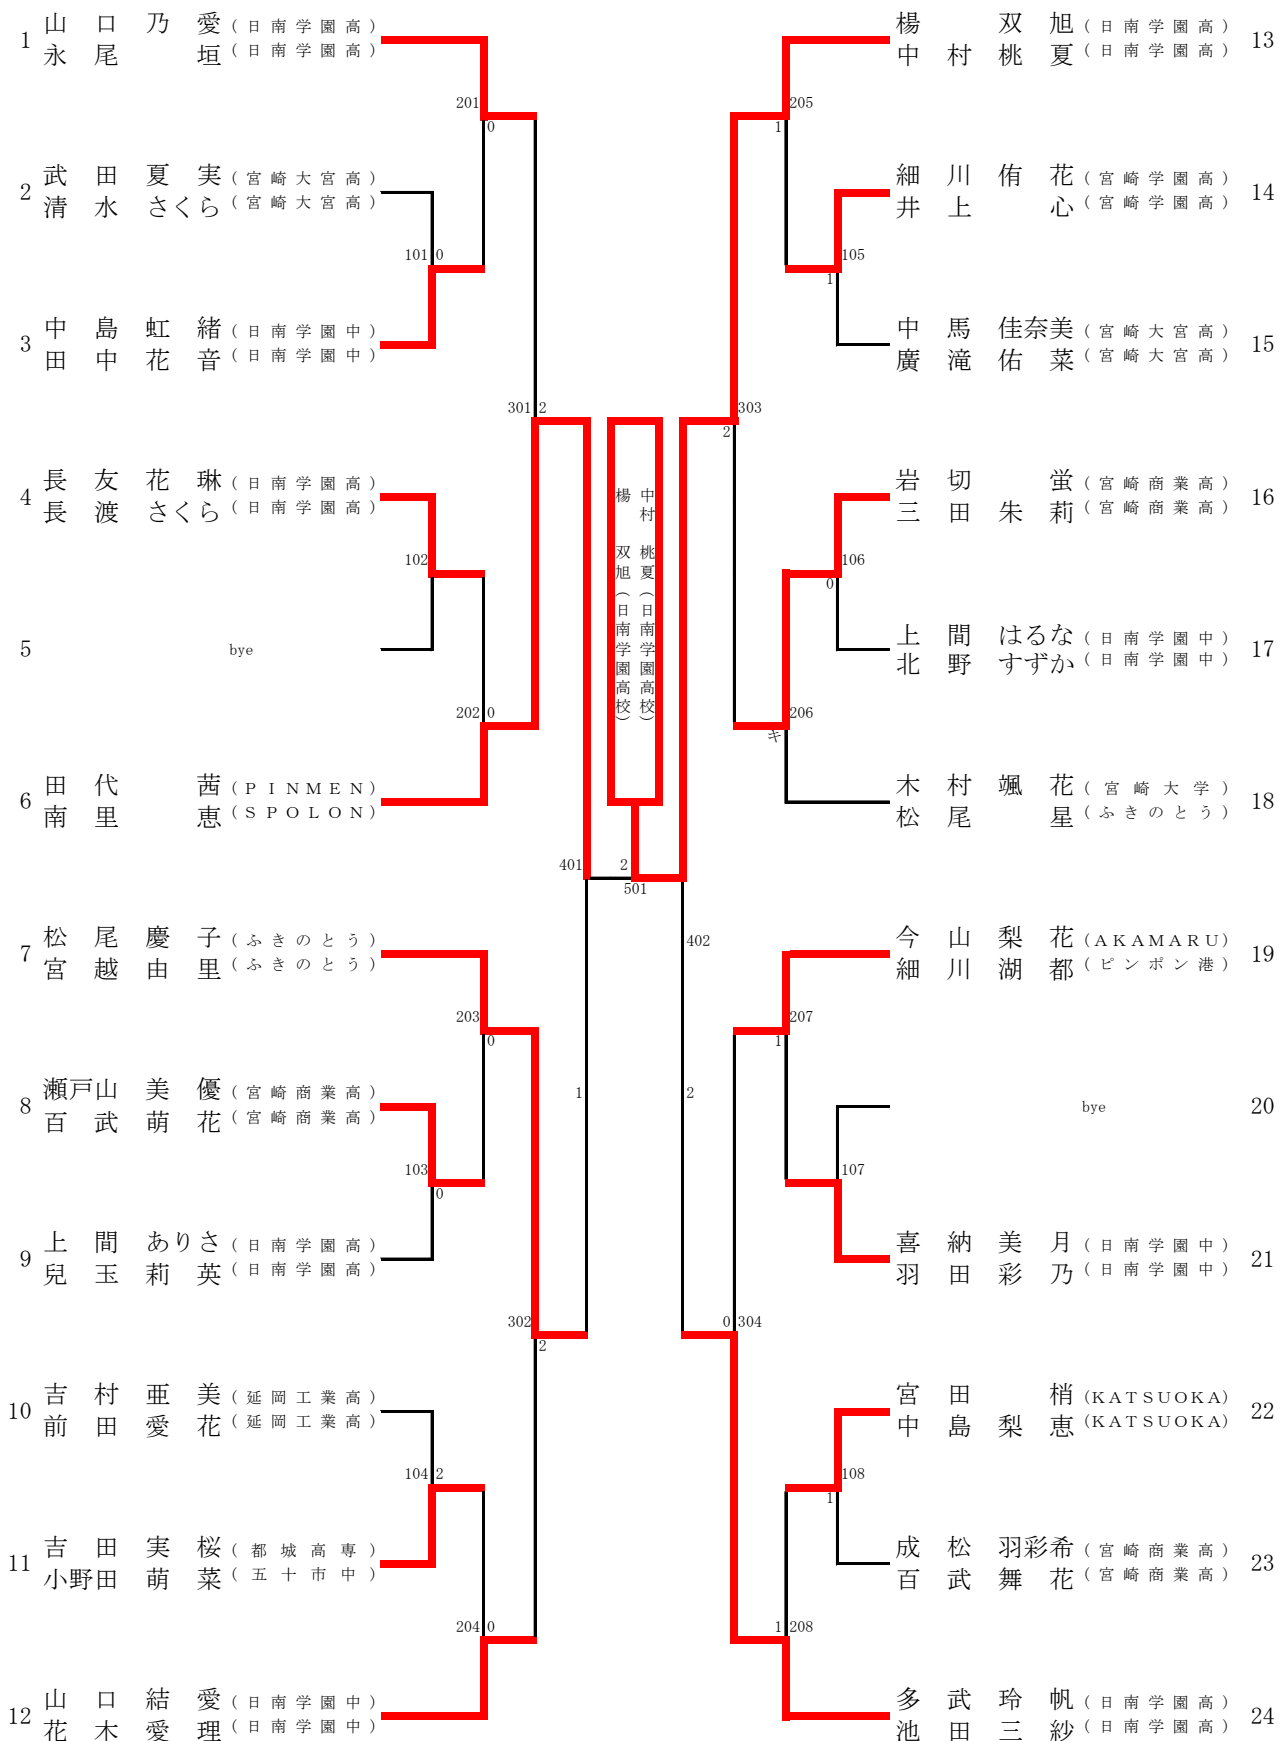 1 山口乃愛 (日南学園高)
永尾垣 (日南学園高)
201
0
2 武田夏実 (宮崎大宮高)
清水さくら (宮崎大宮高)
101 0
3 中島虹緒 (日南学園中)
田中花音 (日南学園中)
301 2
4 長友花琳 (日南学園高)
長渡さくら (日南学園高)
102
5 bye
202 0
6 田代茜 (PINMEN)
南里恵 (SPOLON)
401
7 松尾慶子 (ふきのとう)
宮越由里 (ふきのとう)
203
0
8 瀬戸山美優 (宮崎商業高)
百武萌花 (宮崎商業高)
1
103
0
9 上間ありさ (日南学園高)
兒玉莉英 (日南学園高)
302
2
10 吉村亜美 (延岡工業高)
前田愛花 (延岡工業高)
104 2
11 吉田実桜 (都城高専)
小野田萌菜 (五十市中)
204 0
12 山口結愛 (日南学園中)
花木愛理 (日南学園中)
中村 桃夏(日南学園高校)
楊 双旭(日南学園高校)
2
501
楊双旭 (日南学園高) 13
中村桃夏 (日南学園高)
205
1
細川侑花 (宮崎学園高) 14
井上心 (宮崎学園高)
105
1
中馬佳奈美 (宮崎大宮高) 15
廣滝佑菜 (宮崎大宮高)
303
2
岩切蛍 (宮崎商業高) 16
三田朱莉 (宮崎商業高)
106
0
上間はるな (日南学園中) 17
北野すずか (日南学園中)
206
キ
木村颯花 (宮崎大学) 18
松尾星 (ふきのとう)
402
今山梨花 (AKAMARU) 19
細川湖都 (ピンポン港)
207
1
2
bye 20
107
喜納美月 (日南学園中) 21
羽田彩乃 (日南学園中)
0 304
宮田梢 (KATSUOKA) 22
中島梨恵 (KATSUOKA)
108
1
成松羽彩希 (宮崎商業高) 23
百武舞花 (宮崎商業高)
1 208
多武玲帆 (日南学園高) 24
池田三紗 (日南学園高)